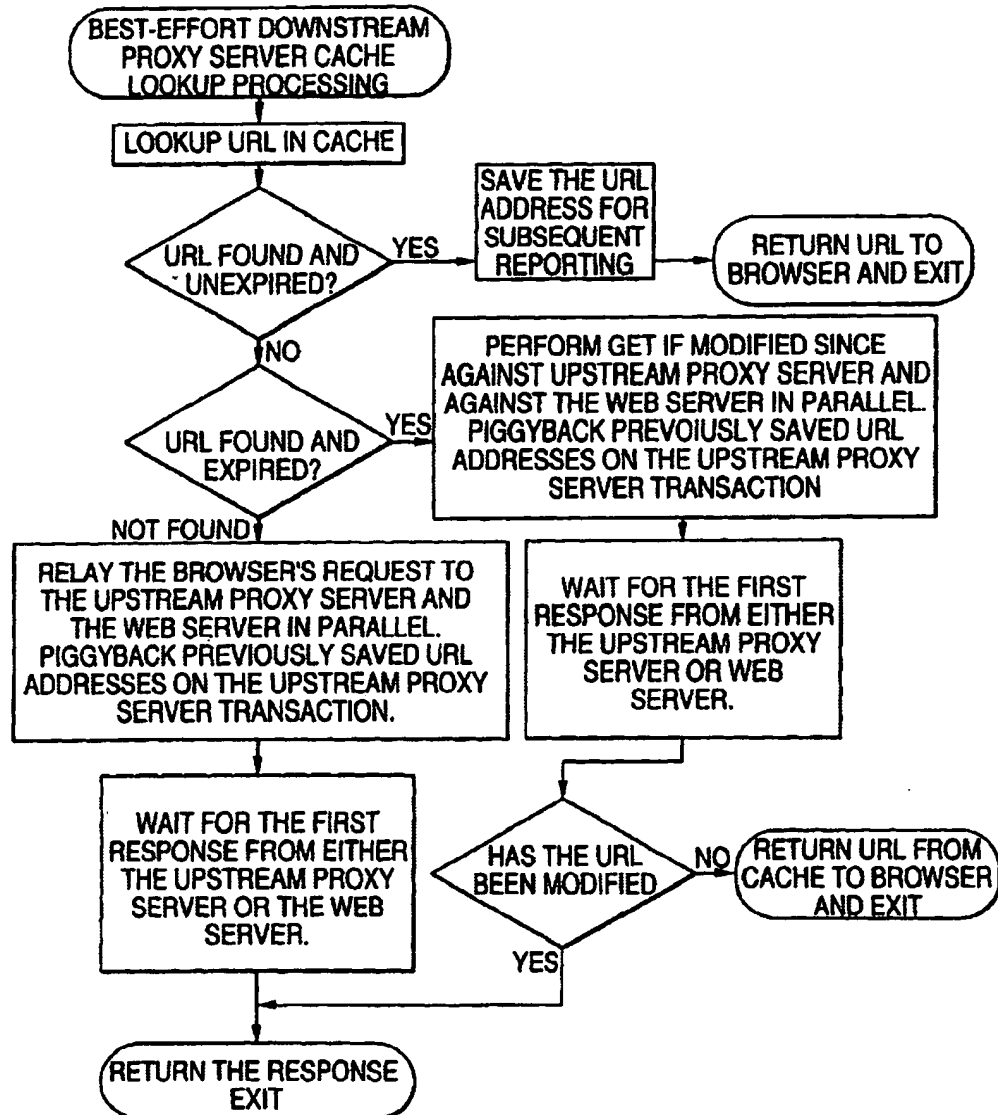 BEST-EFFORT DOWNSTREAM
PROXY SERVER CACHE
LOOKUP PROCESSING
LOOKUP URL IN CACHE
URL FOUND AND
UNEXPIRED?
YES
SAVE THE URL
ADDRESS FOR
SUBSEQUENT
REPORTING
RETURN URL TO
BROWSER AND EXIT
NO
URL FOUND AND
EXPIRED?
YES
PERFORM GET IF MODIFIED SINCE
AGAINST UPSTREAM PROXY SERVER AND
AGAINST THE WEB SERVER IN PARALLEL.
PIGGYBACK PREVOIUSLY SAVED URL
ADDRESSES ON THE UPSTREAM PROXY
SERVER TRANSACTION
NOT FOUND
RELAY THE BROWSER'S REQUEST TO
THE UPSTREAM PROXY SERVER AND
THE WEB SERVER IN PARALLEL.
PIGGYBACK PREVIOUSLY SAVED URL
ADDRESSES ON THE UPSTREAM PROXY
SERVER TRANSACTION.
WAIT FOR THE FIRST
RESPONSE FROM EITHER
THE UPSTREAM PROXY
SERVER OR WEB
SERVER.
WAIT FOR THE FIRST
RESPONSE FROM EITHER
THE UPSTREAM PROXY
SERVER OR THE WEB
SERVER.
HAS THE URL
BEEN MODIFIED
NO
RETURN URL FROM
CACHE TO BROWSER
AND EXIT
YES
RETURN THE RESPONSE
EXIT